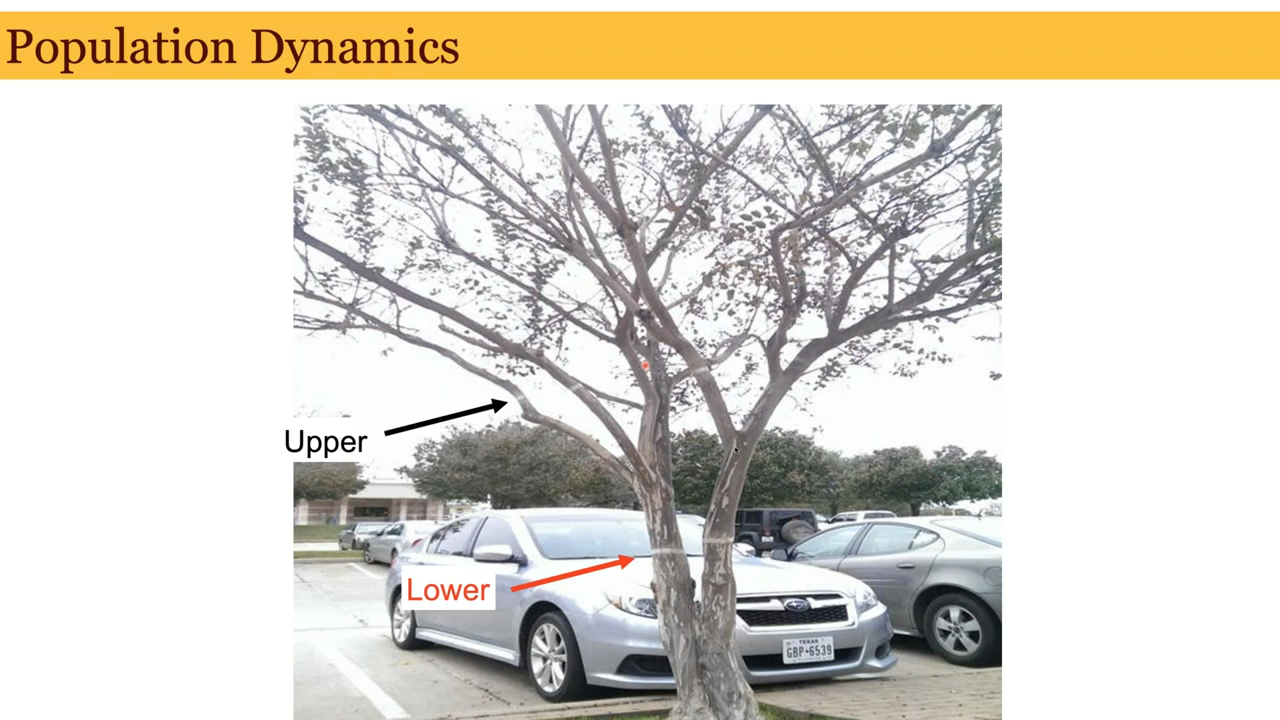 Population Dynamics
Upper
Lower
TEXAS
GBP•6539